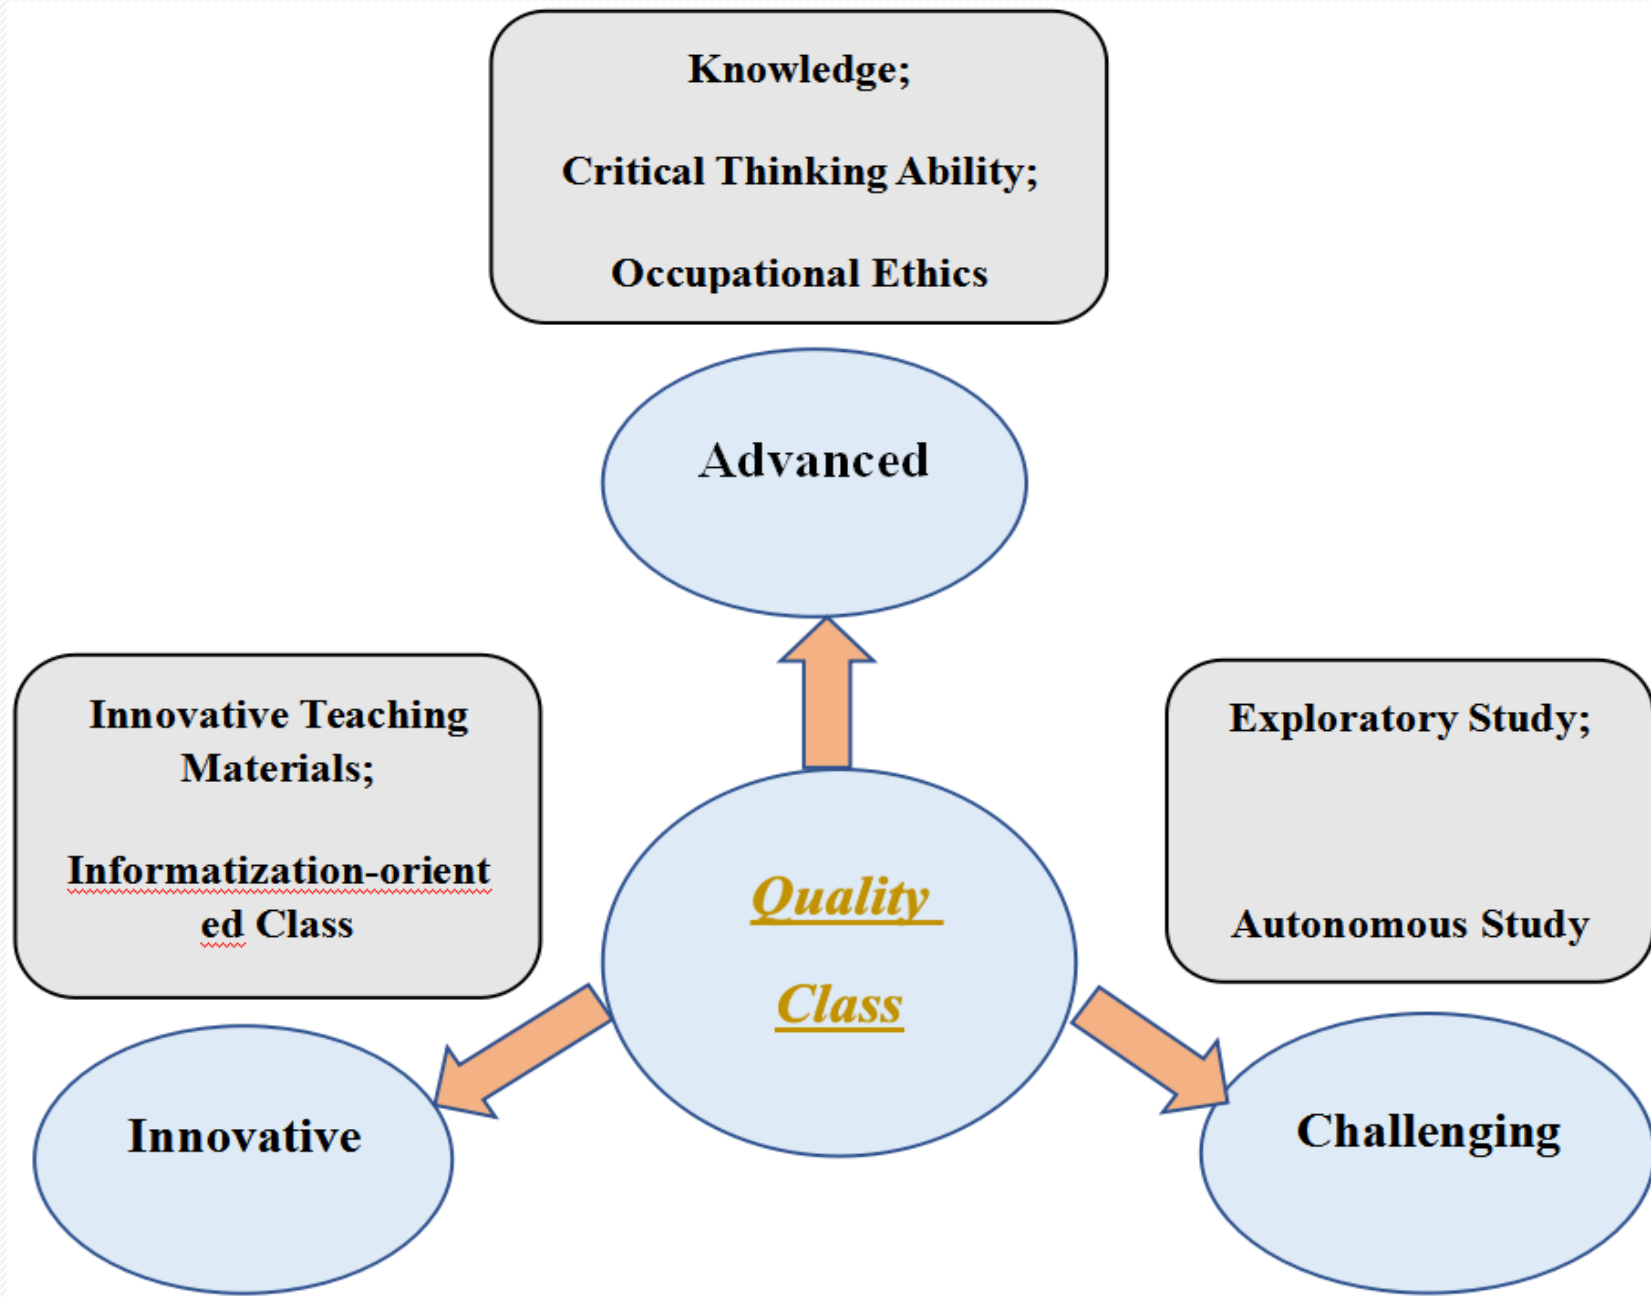 Knowledge;
Critical Thinking Ability;
Occupational Ethics
Advanced
Innovative Teaching
Materials;
Informatization-orient
ed Class
Exploratory Study;
Autonomous Study
Quality
Class
Innovative
Challenging